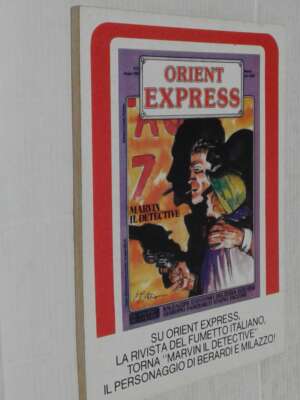 ORIENT
EXPRESS
7
MARVIN
IL DETECTIVE
SU ORIENT EXPRESS,
LA RIVISTA DEL FUMETTO ITALIANO,
TORNA "MARVIN IL DETECTIVE"
IL PERSONAGGIO DI BERARDI E MILAZZO!